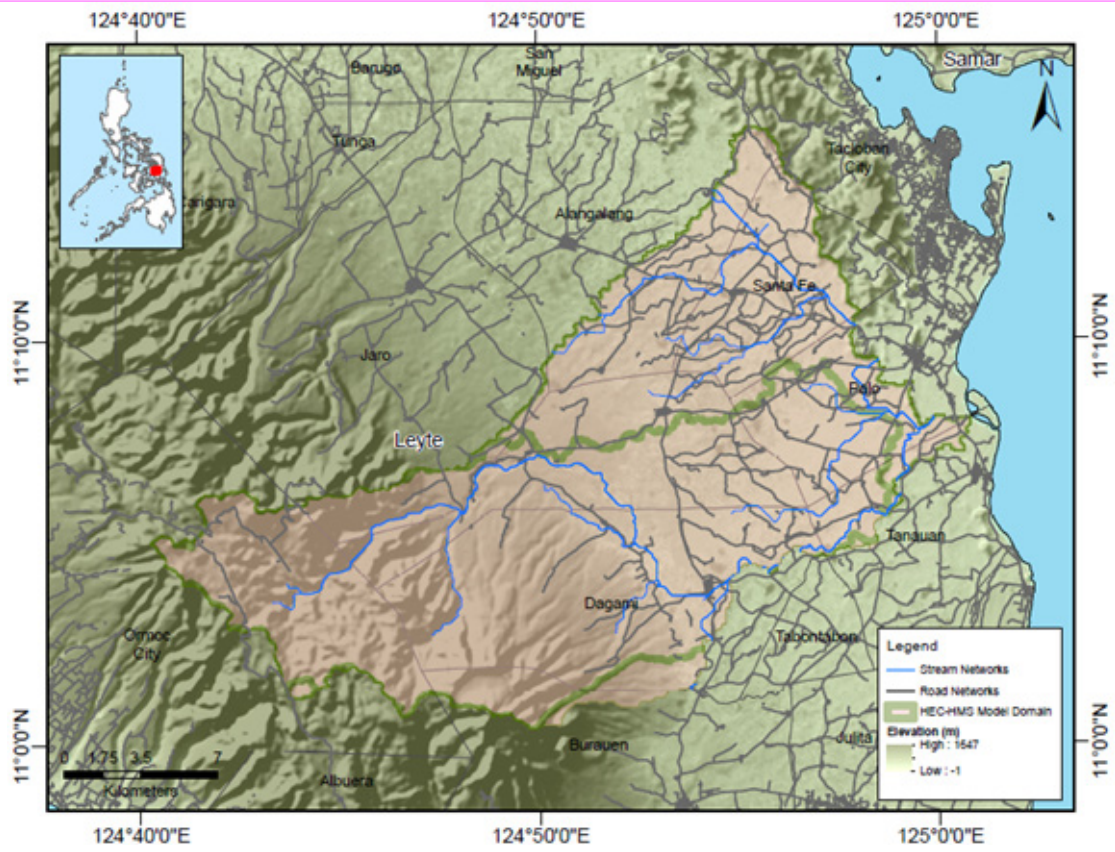 124°40'0"E
124°50'0"E
125°0'0"E
San
Miguel
Samar
N
Barugo
Tunga
Tacloban
City
Carigara
Alangalang
Santa Fe
11°10'0"N
11°10'0"N
Jaro
Palo
Leyte
Tanauan
Dagami
Ormoc
City
Tabontabon
Legend
Stream Networks
Road Networks
HEC-HMS Model Domain
Elevation (m)
High : 1547
Low : -1
11°0'0"N
11°0'0"N
Burauen
Julita
0 1.75 3.5 7
Kilometers
Albuera
124°40'0"E
124°50'0"E
125°0'0"E